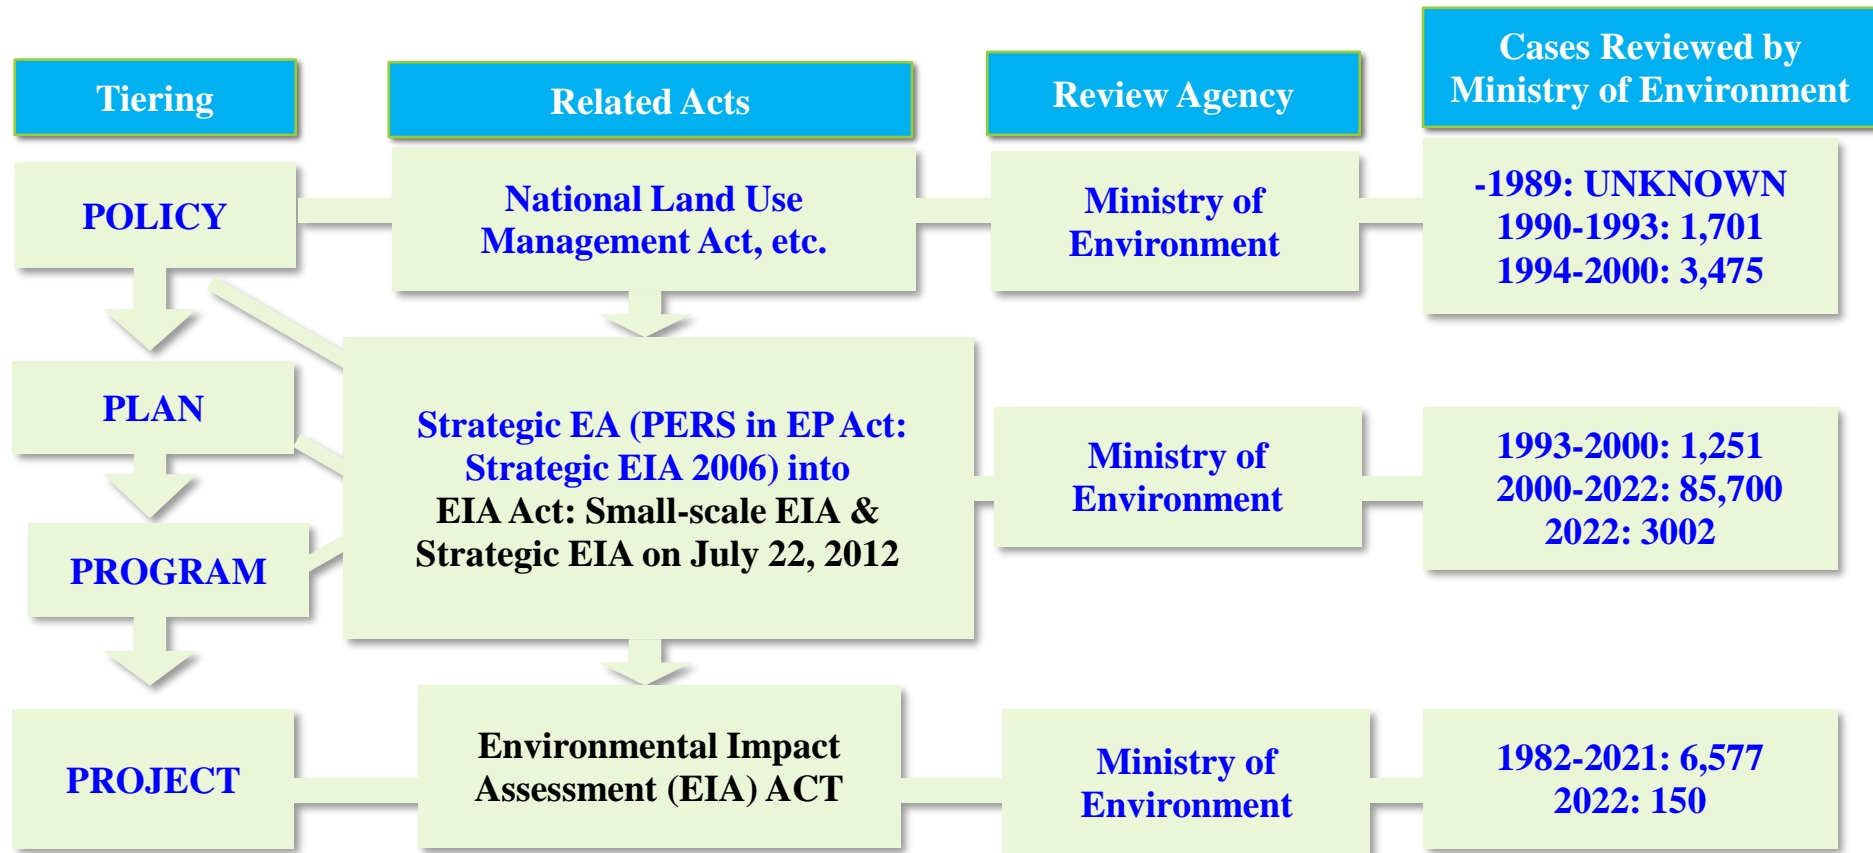 Tiering
Related Acts
Review Agency
Cases Reviewed by
Ministry of Environment
POLICY
National Land Use
Management Act, etc.
Ministry of
Environment
-1989: UNKNOWN
1990-1993: 1,701
1994-2000: 3,475
PLAN
PROGRAM
Strategic EA (PERS in EP Act:
Strategic EIA 2006) into
EIA Act: Small-scale EIA &
Strategic EIA on July 22, 2012
Ministry of
Environment
1993-2000: 1,251
2000-2022: 85,700
2022: 3002
PROJECT
Environmental Impact
Assessment (EIA) ACT
Ministry of
Environment
1982-2021: 6,577
2022: 150